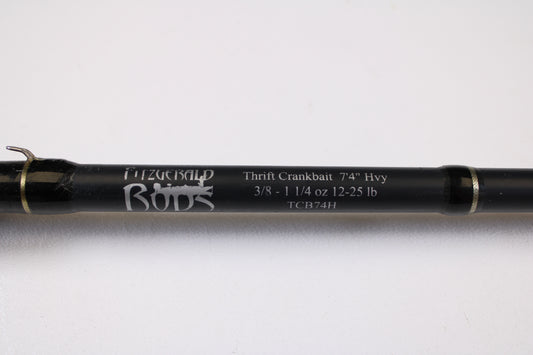 FITZGERALD
RODS
Thrift Crankbait 7'4" Hvy
3/8 - 1 1/4 oz 12-25 lb
TCB74H